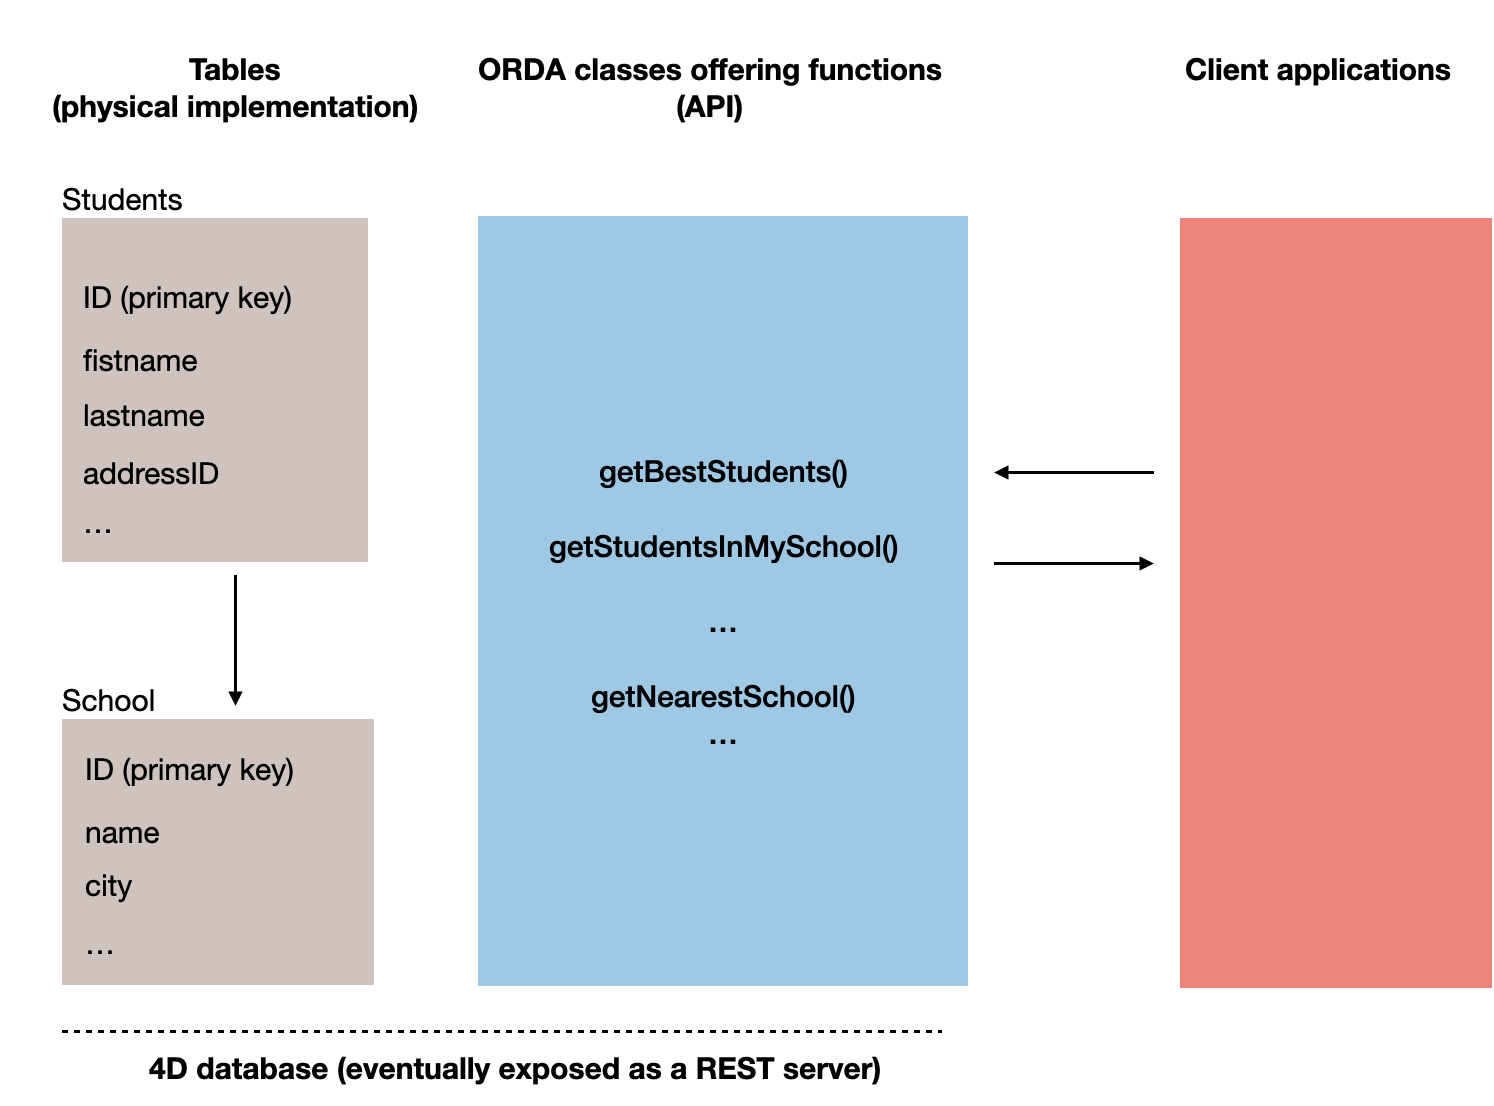 Tables
(physical implementation)
ORDA classes offering functions
(API)
Client applications
Students
ID (primary key)
fistname
lastname
addressID
...
School
ID (primary key)
name
city
...
getBestStudents()
getStudentsInMySchool()
...
getNearestSchool()
...
4D database (eventually exposed as a REST server)